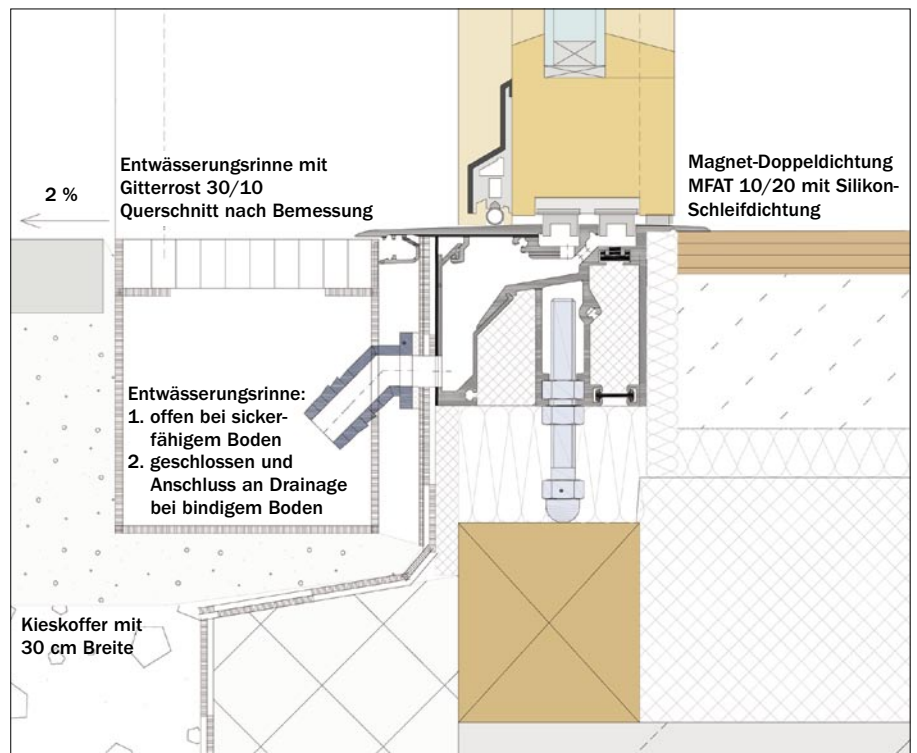 2 %
Entwässerungsrinne mit
Gitterrost 30/10
Querschnitt nach Bemessung
Magnet-Doppeldichtung
MFAT 10/20 mit Silikon-
Schleifdichtung
Entwässerungsrinne:
1. offen bei sicker-
fähigem Boden
2. geschlossen und
Anschluss an Drainage
bei bindigem Boden
Kieskoffer mit
30 cm Breite